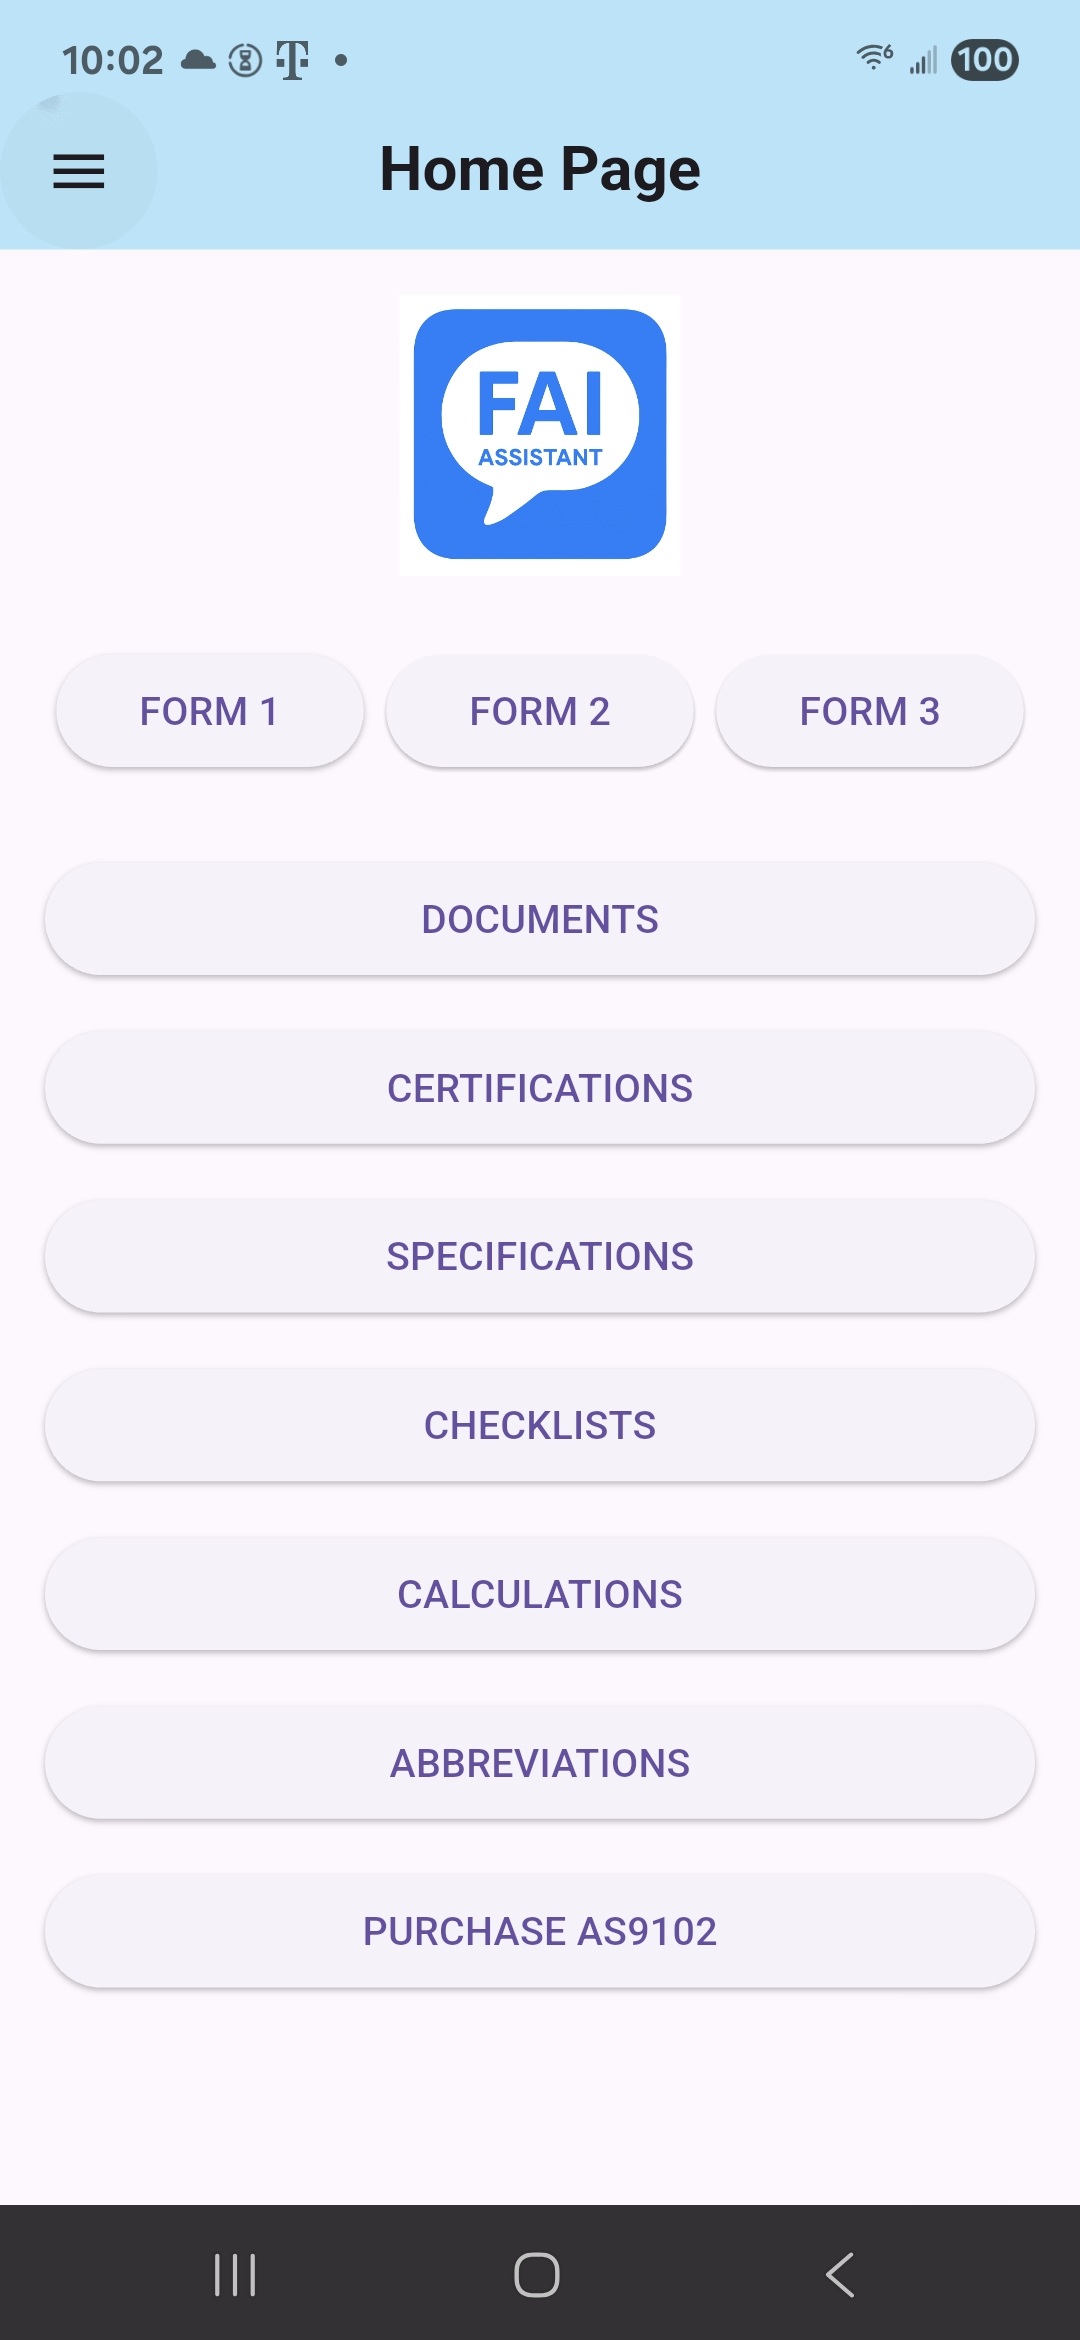 10:02
6
100
Home Page
FAI
ASSISTANT
FORM 1
FORM 2
FORM 3
DOCUMENTS
CERTIFICATIONS
SPECIFICATIONS
CHECKLISTS
CALCULATIONS
ABBREVIATIONS
PURCHASE AS9102